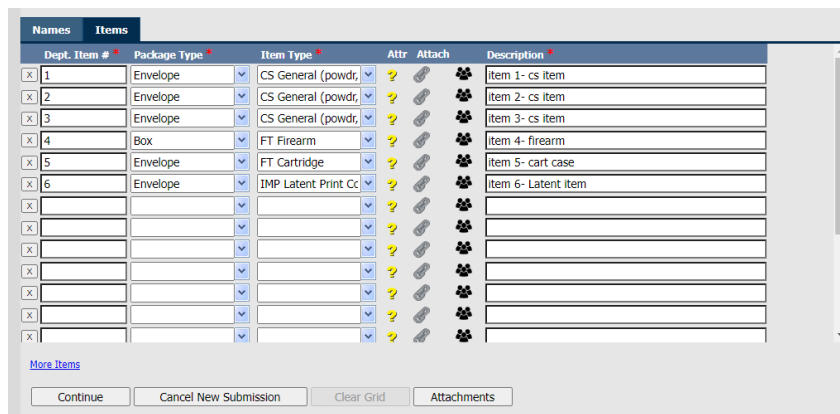 Names Items
Dept. Item # * Package Type * Item Type * Attr Attach Description *
X 1 Envelope CS General (powdr, ? item 1- cs item
X 2 Envelope CS General (powdr, ? item 2- cs item
X 3 Envelope CS General (powdr, ? item 3- cs item
X 4 Box FT Firearm ? item 4- firearm
X 5 Envelope FT Cartridge ? item 5- cart case
X 6 Envelope IMP Latent Print Cc ? item 6- Latent item
X ?
X ?
X ?
X ?
X ?
X ?
X ?
More Items
Continue Cancel New Submission Clear Grid Attachments